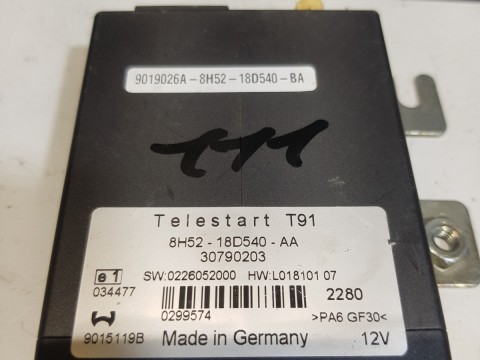 9019026A-8H52-18D540-BA
111
Telestart T91
8H52-18D540-AA
30790203
SW:0226052000 HW:L018101 07
e1
034477
0299574
2280
>PA6 GF30<
9015119B Made in Germany 12V